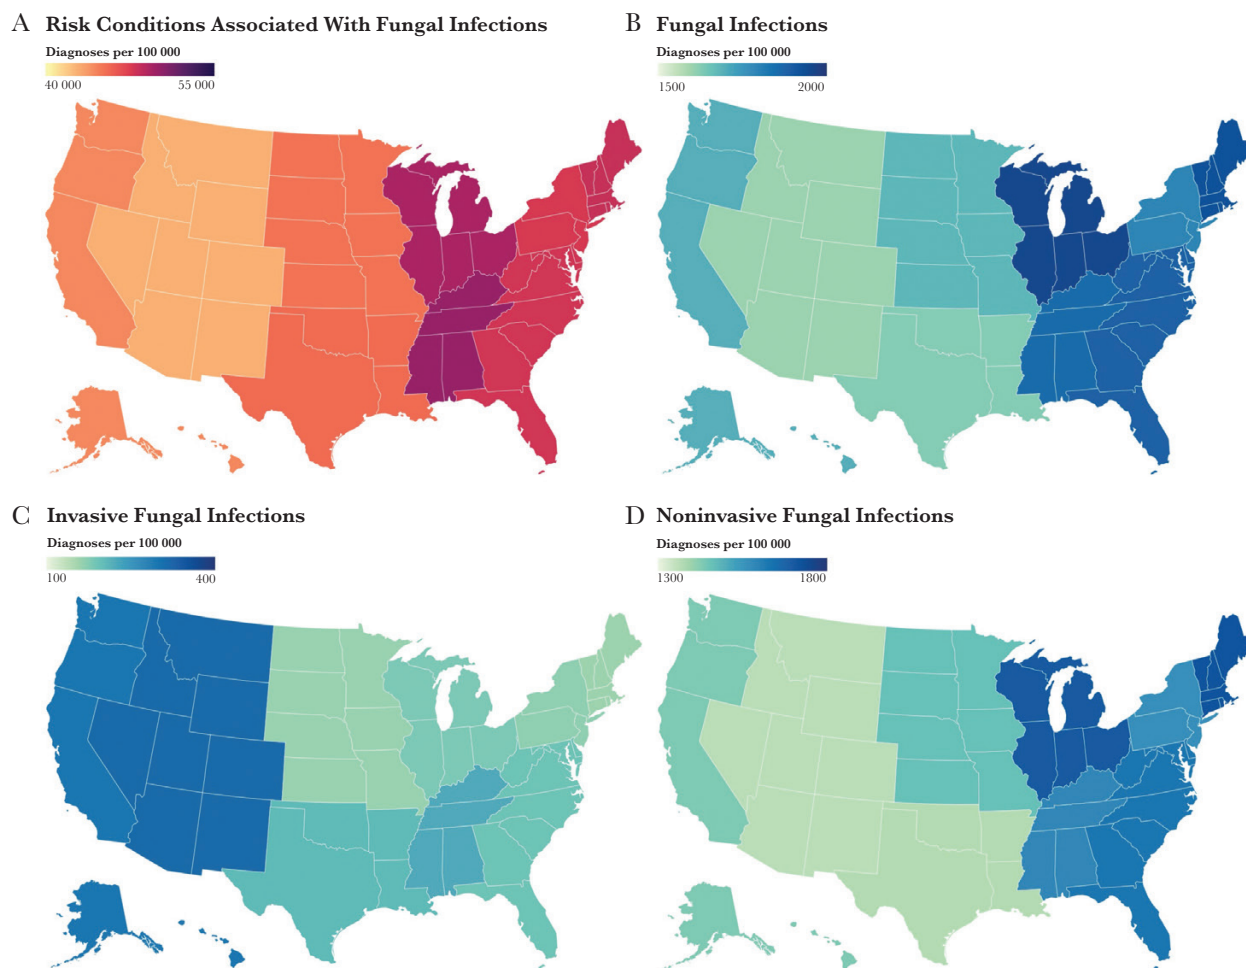 A Risk Conditions Associated With Fungal Infections
Diagnoses per 100 000
40 000 55 000
B Fungal Infections
Diagnoses per 100 000
1500 2000
C Invasive Fungal Infections
Diagnoses per 100 000
100 400
D Noninvasive Fungal Infections
Diagnoses per 100 000
1300 1800